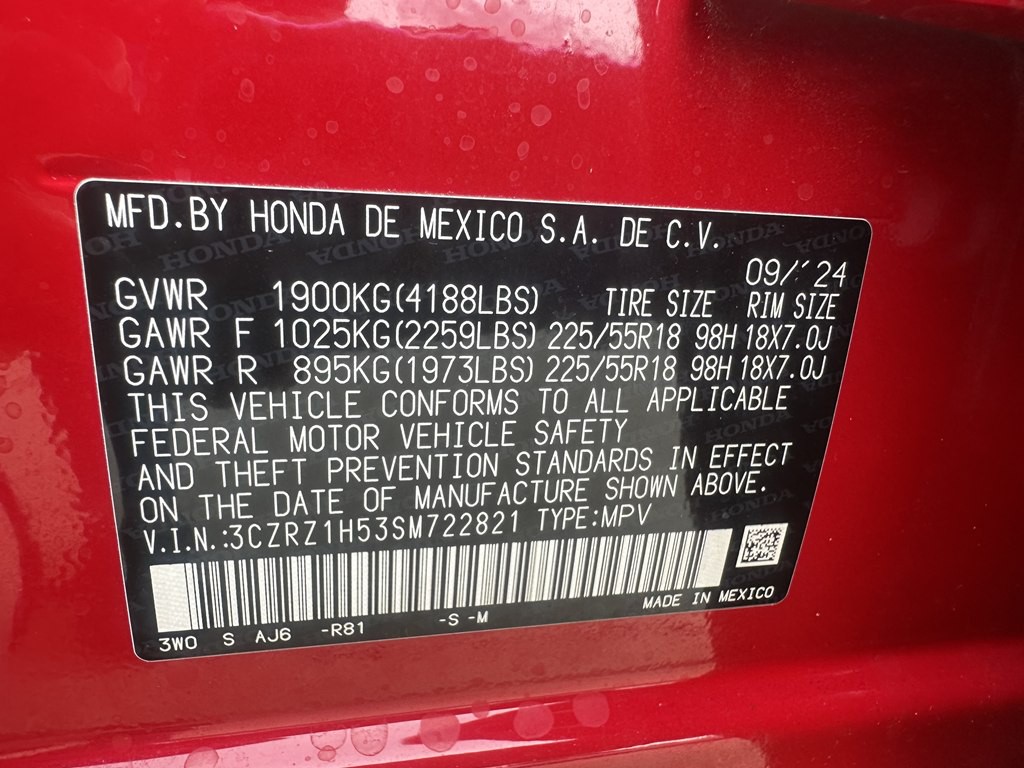 MFD.BY HONDA DE MEXICO S.A. DE C.V.
09/'24
GVWR 1900KG(4188LBS) TIRE SIZE RIM SIZE
GAWR F 1025KG(2259LBS) 225/55R18 98H 18X7.0J
GAWR R 895KG(1973LBS) 225/55R18 98H 18X7.0J
THIS VEHICLE CONFORMS TO ALL APPLICABLE
FEDERAL MOTOR VEHICLE SAFETY
AND THEFT PREVENTION STANDARDS IN EFFECT
ON THE DATE OF MANUFACTURE SHOWN ABOVE.
V.I.N.:3CZRZ1H53SM722821 TYPE:MPV
MADE IN MEXICO
3W0 S AJ6 -R81 -S -M